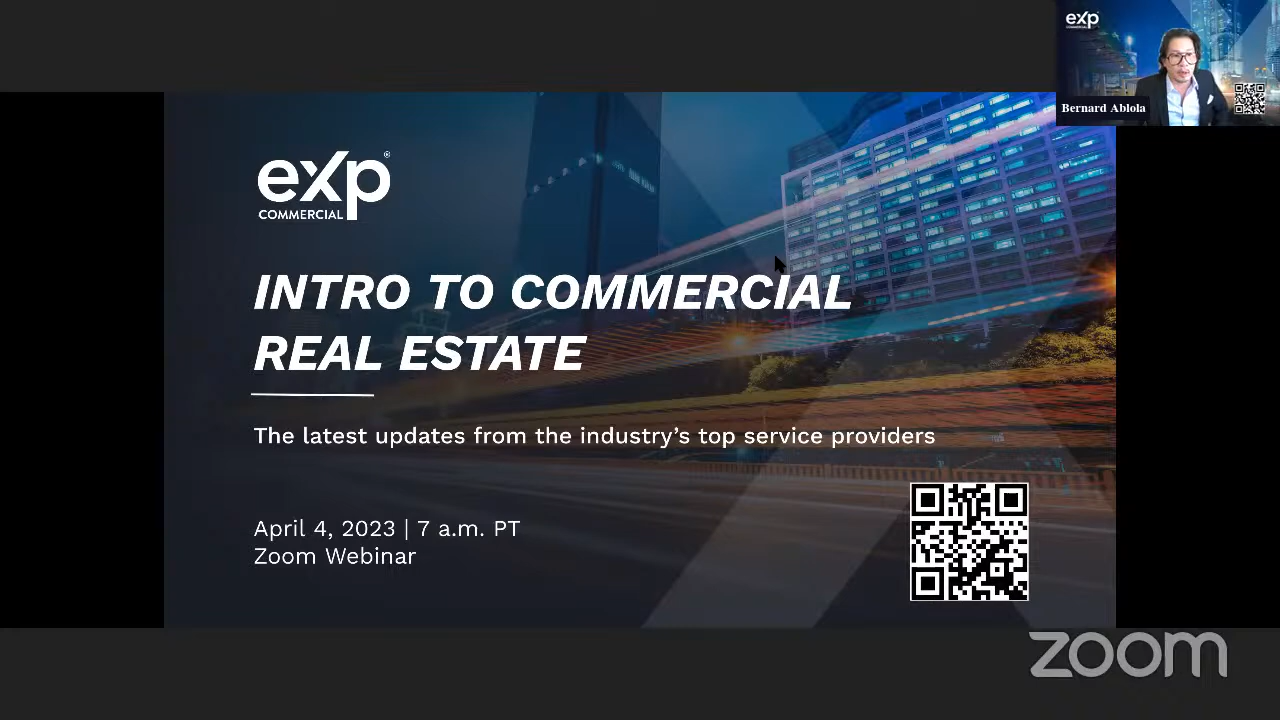 exp
COMMERCIAL
Bernard Ablola
exp®
COMMERCIAL
INTRO TO COMMERCIAL
REAL ESTATE
The latest updates from the industry's top service providers
April 4, 2023 | 7 a.m. PT
Zoom Webinar
zoom